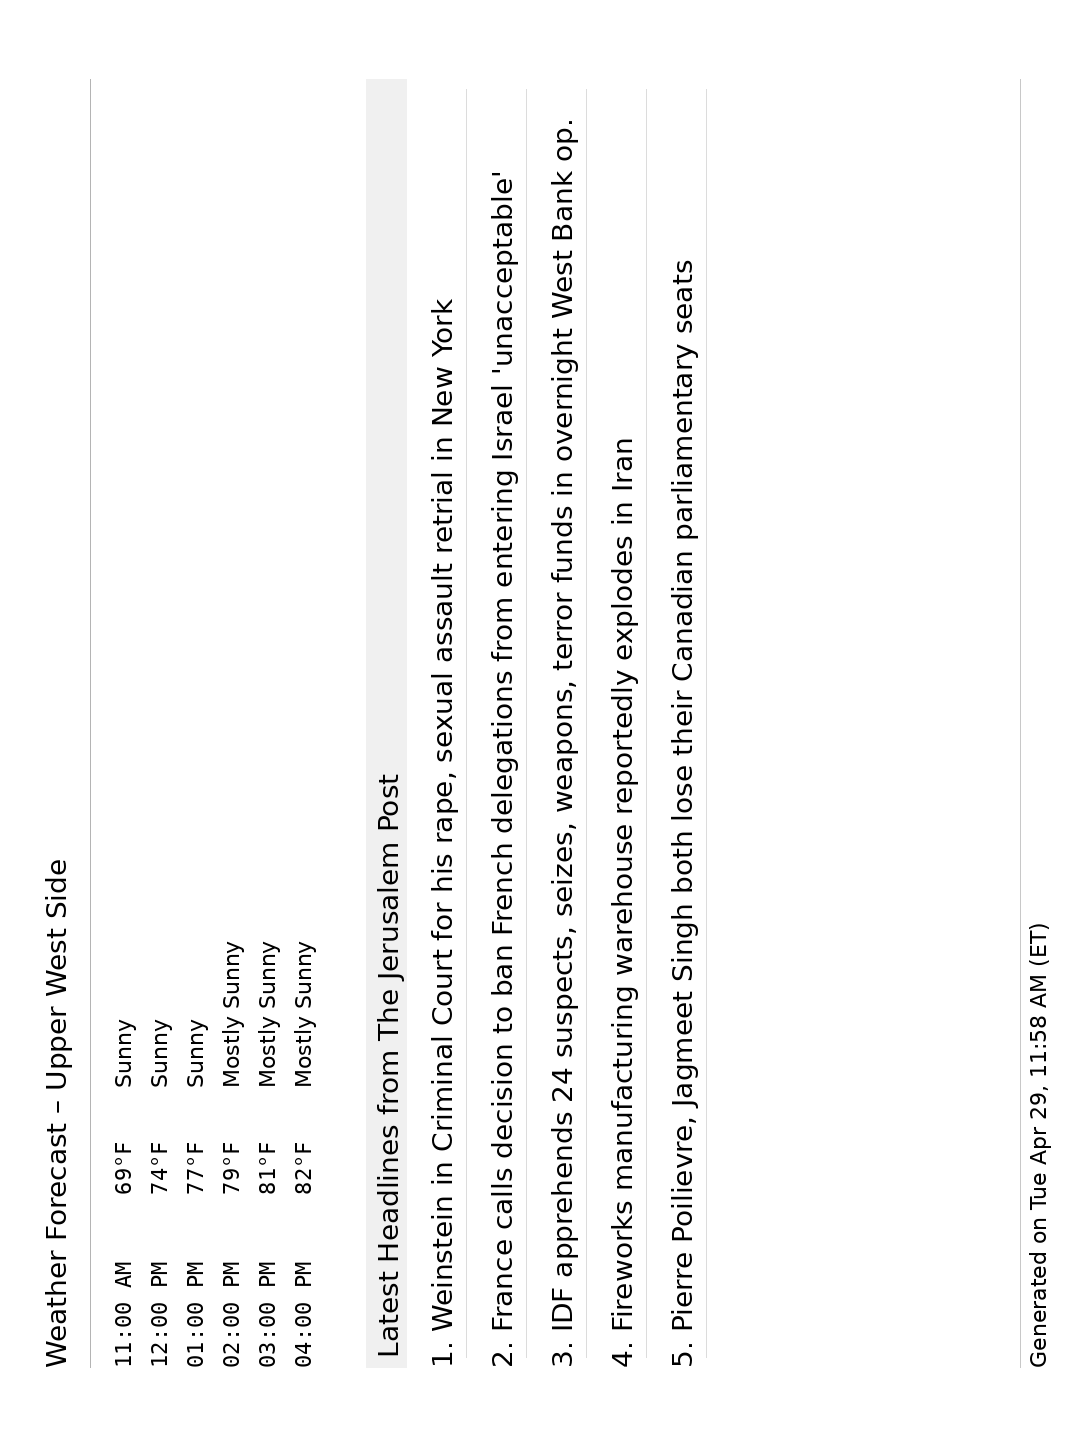 Weather Forecast – Upper West Side
11:00 AM 69°F Sunny
12:00 PM 74°F Sunny
01:00 PM 77°F Sunny
02:00 PM 79°F Mostly Sunny
03:00 PM 81°F Mostly Sunny
04:00 PM 82°F Mostly Sunny
Latest Headlines from The Jerusalem Post
1. Weinstein in Criminal Court for his rape, sexual assault retrial in New York
2. France calls decision to ban French delegations from entering Israel 'unacceptable'
3. IDF apprehends 24 suspects, seizes, weapons, terror funds in overnight West Bank op.
4. Fireworks manufacturing warehouse reportedly explodes in Iran
5. Pierre Poilievre, Jagmeet Singh both lose their Canadian parliamentary seats
Generated on Tue Apr 29, 11:58 AM (ET)